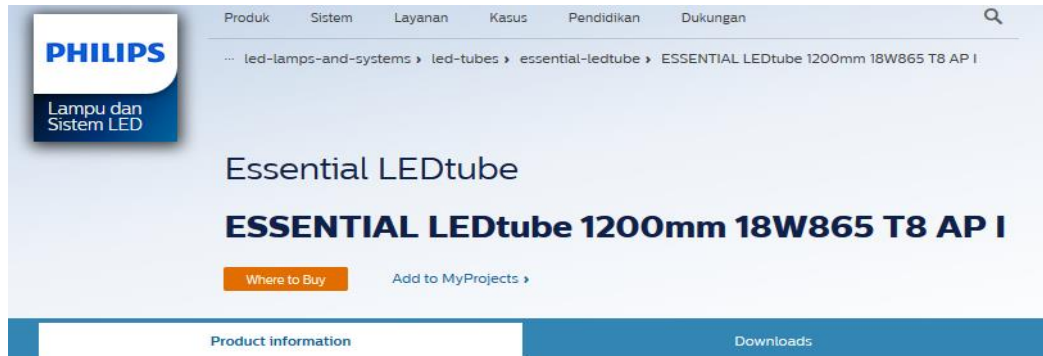 Produk Sistem Layanan Kasus Pendidikan Dukungan
PHILIPS
Lampu dan
Sistem LED
... led-lamps-and-systems › led-tubes › essential-ledtube › ESSENTIAL LEDtube 1200mm 18W865 T8 AP I
Essential LEDtube
ESSENTIAL LEDtube 1200mm 18W865 T8 AP I
Where to Buy Add to MyProjects ›
Product information Downloads